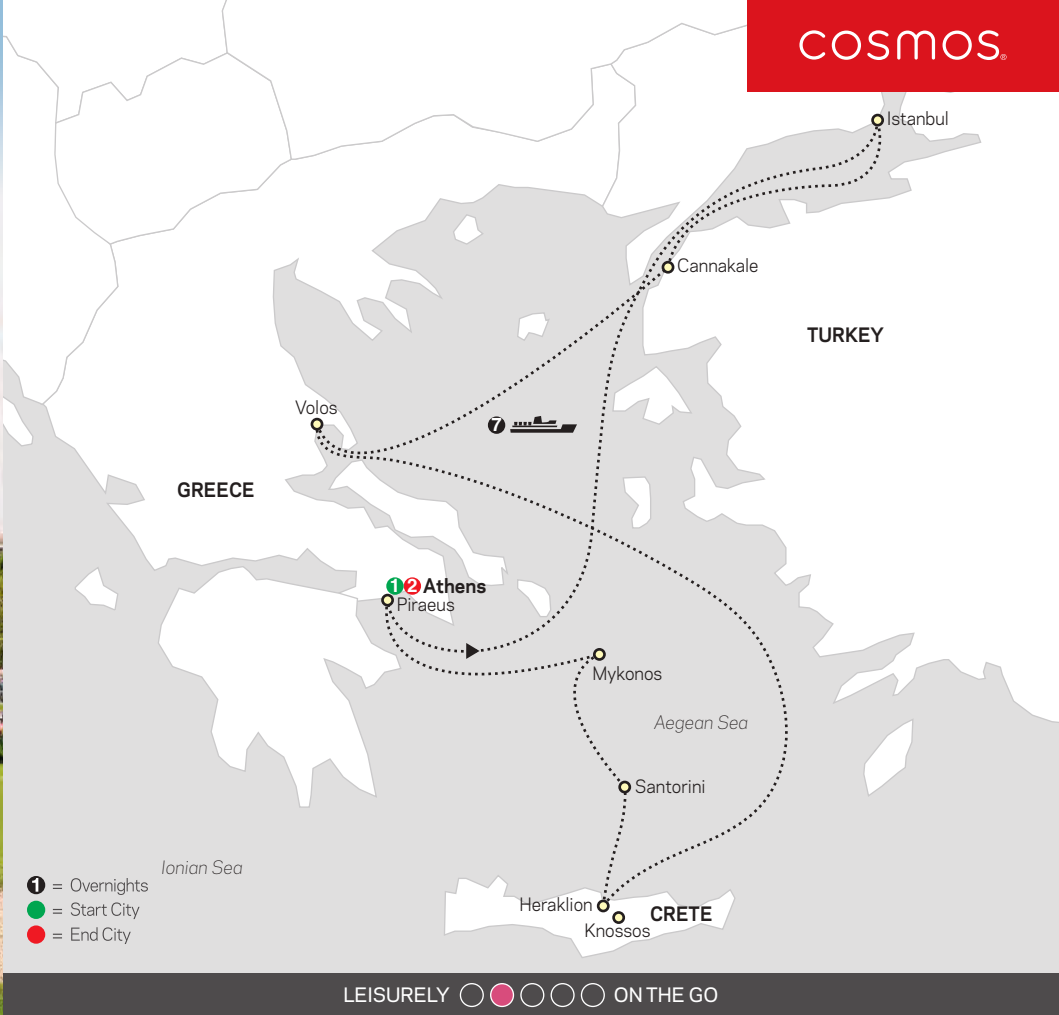 cosmos®
Istanbul
Cannakale
TURKEY
Volos
7
GREECE
1 2 Athens
Piraeus
Mykonos
Aegean Sea
Santorini
Ionian Sea
1 = Overnights
= Start City
= End City
Heraklion
CRETE
Knossos
LEISURELY ON THE GO